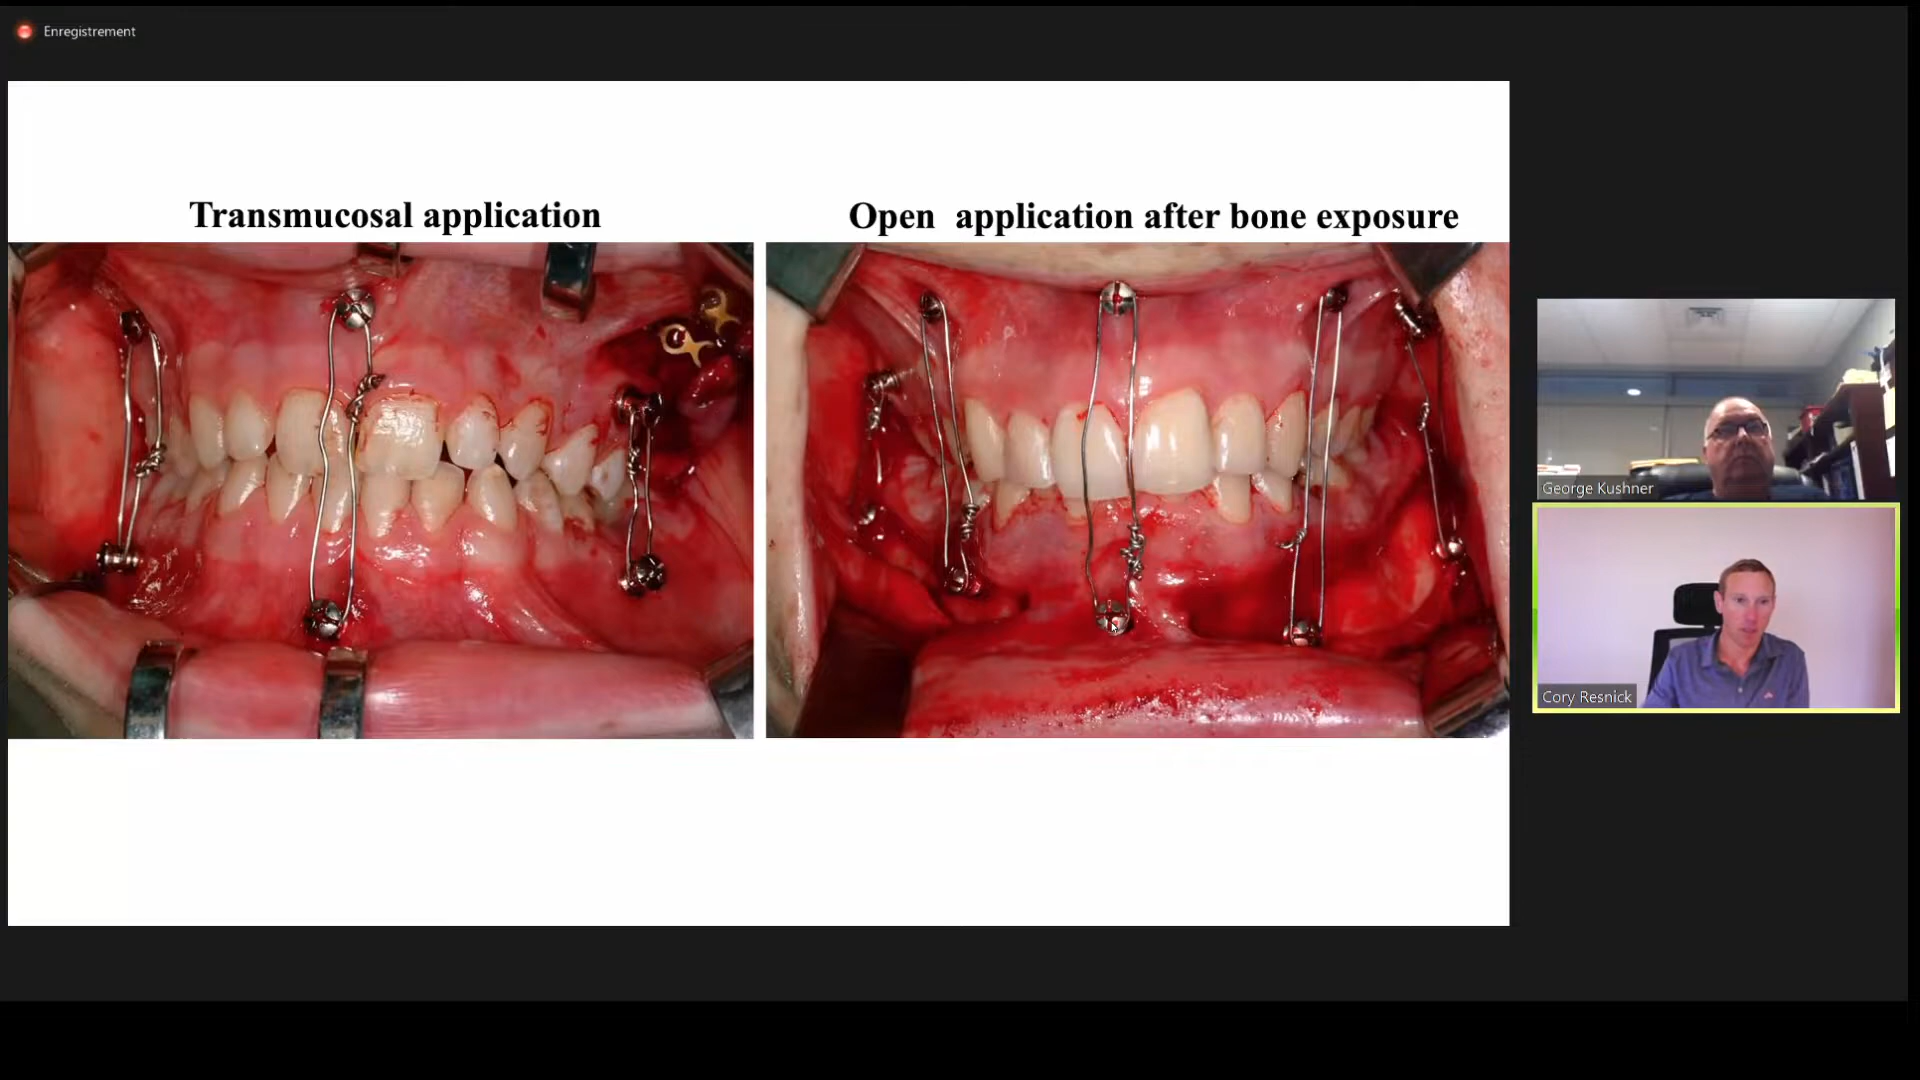 Enregistrement
Transmucosal application
Open  application after bone exposure
George Kushner
Cory Resnick